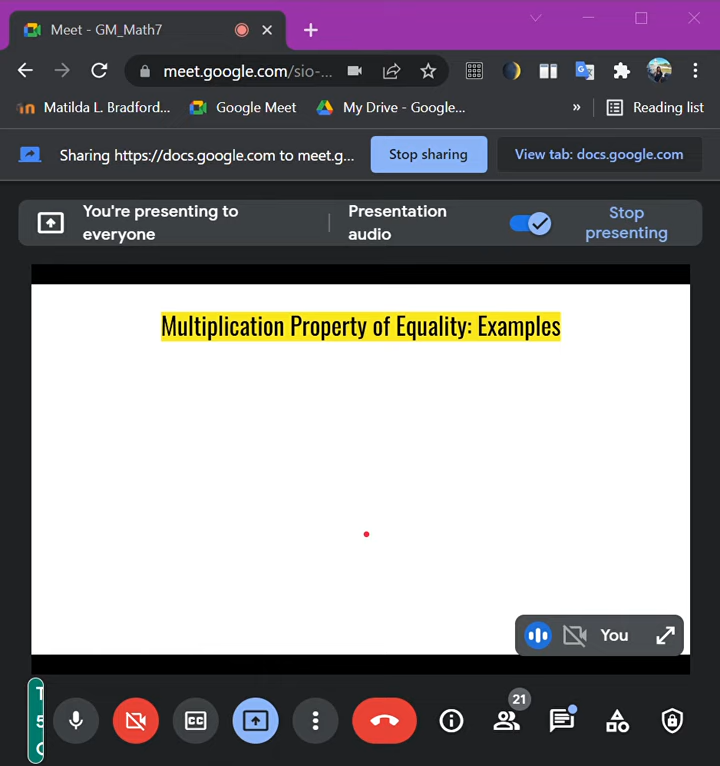 Meet - GM_Math7
meet.google.com/sio-...
Matilda L. Bradford... Google Meet My Drive - Google... » Reading list
Sharing https://docs.google.com to meet.g... Stop sharing View tab: docs.google.com
You're presenting to
everyone
Presentation
audio
Stop
presenting
Multiplication Property of Equality: Examples
You
21
CC